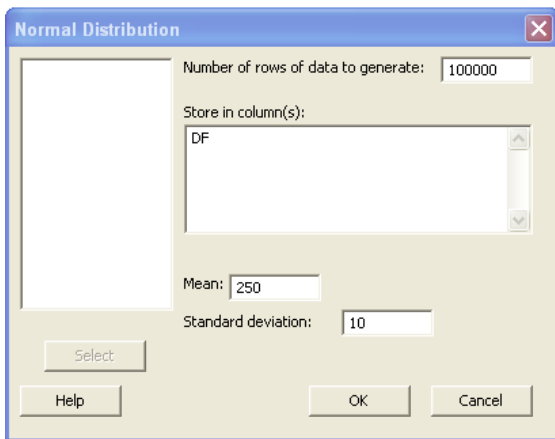 Normal Distribution
Number of rows of data to generate: 100000
Store in column(s):
DF
Mean: 250
Standard deviation: 10
Select
Help OK Cancel